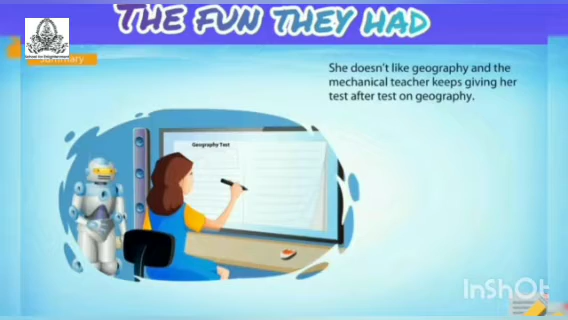 THE FUN THEY HAD
Summary
She doesn't like geography and the
mechanical teacher keeps giving her
test after test on geography.
Geography Test
InShOt